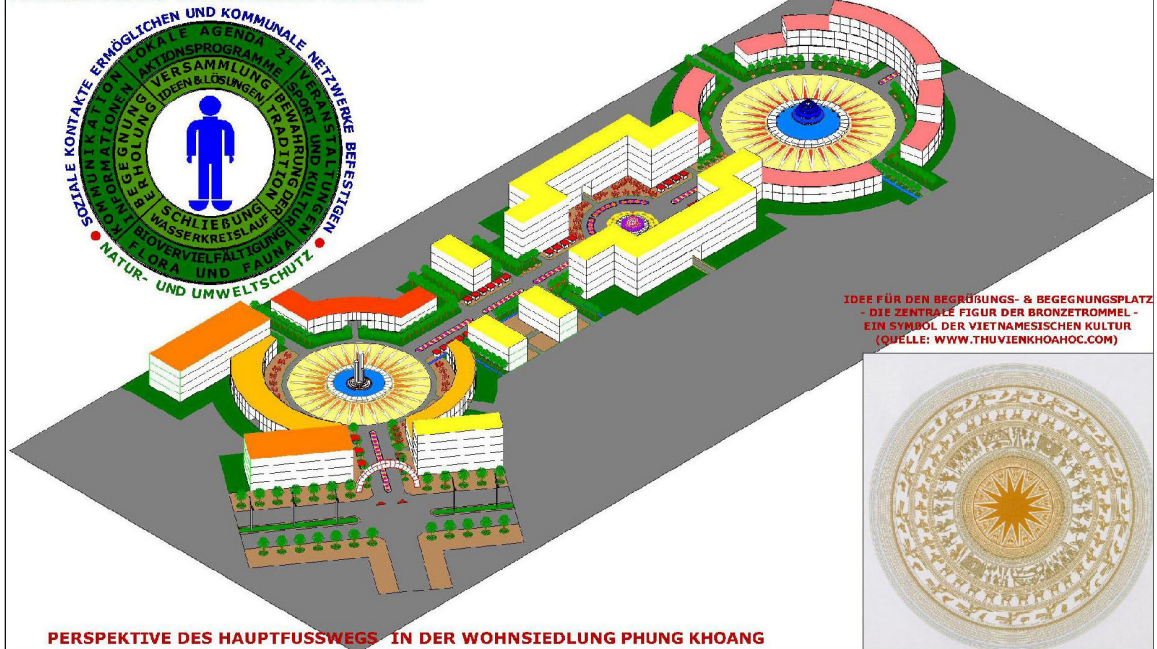 SOZIALE KONTAKTE ERMÖGLICHEN UND KOMMUNALE NETZWERKE BEFESTIGEN
NATUR- UND UMWELTSCHUTZ
KOMMUNIKATION
LOKALE AGENDA 21
VERANSTALTUNGEN
FLORA UND FAUNA
INFORMATIONEN
AKTIONSPROGRAMME
SPORT UND KULTUR
BIOVERVIELFÄLTIGUNG
BEGEGNUNG
VERSAMMLUNG
BEWAHRUNG DER
WASSERKREISLAUF
ERHOLUNG
IDEEN & LÖSUNGEN
TRADITION
SCHLIEßUNG
IDEE FÜR DEN BEGRÜßUNGS- & BEGEGNUNGSPLATZ
- DIE ZENTRALE FIGUR DER BRONZETROMMEL -
EIN SYMBOL DER VIETNAMESISCHEN KULTUR
(QUELLE: WWW.THUVIENKHOAHOC.COM)
PERSPEKTIVE DES HAUPTFUSSWEGS IN DER WOHNSIEDLUNG PHUNG KHOANG